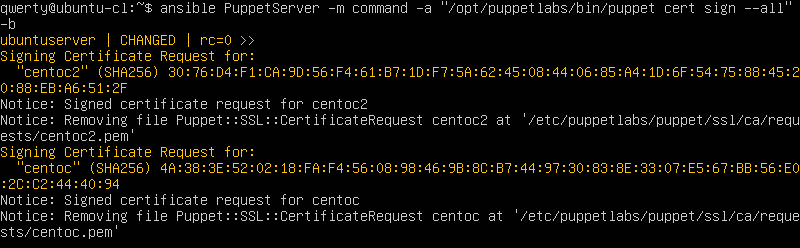 qwerty@ubuntu-cl:~$ ansible PuppetServer -m command -a "/opt/puppetlabs/bin/puppet cert sign --all"
-b
ubuntuserver | CHANGED | rc=0 >>
Signing Certificate Request for:
  "centoc2" (SHA256) 30:76:D4:F1:CA:9D:56:F4:61:B7:1D:F7:5A:62:45:08:44:06:85:A4:1D:6F:54:75:88:45:2
0:88:EB:A6:51:2F
Notice: Signed certificate request for centoc2
Notice: Removing file Puppet::SSL::CertificateRequest centoc2 at '/etc/puppetlabs/puppet/ssl/ca/requ
ests/centoc2.pem'
Signing Certificate Request for:
  "centoc" (SHA256) 4A:38:3E:52:02:18:FA:F4:56:08:98:46:9B:8C:B7:44:97:30:83:8E:33:07:E5:67:BB:56:E0
:2C:C2:44:40:94
Notice: Signed certificate request for centoc
Notice: Removing file Puppet::SSL::CertificateRequest centoc at '/etc/puppetlabs/puppet/ssl/ca/reque
sts/centoc.pem'